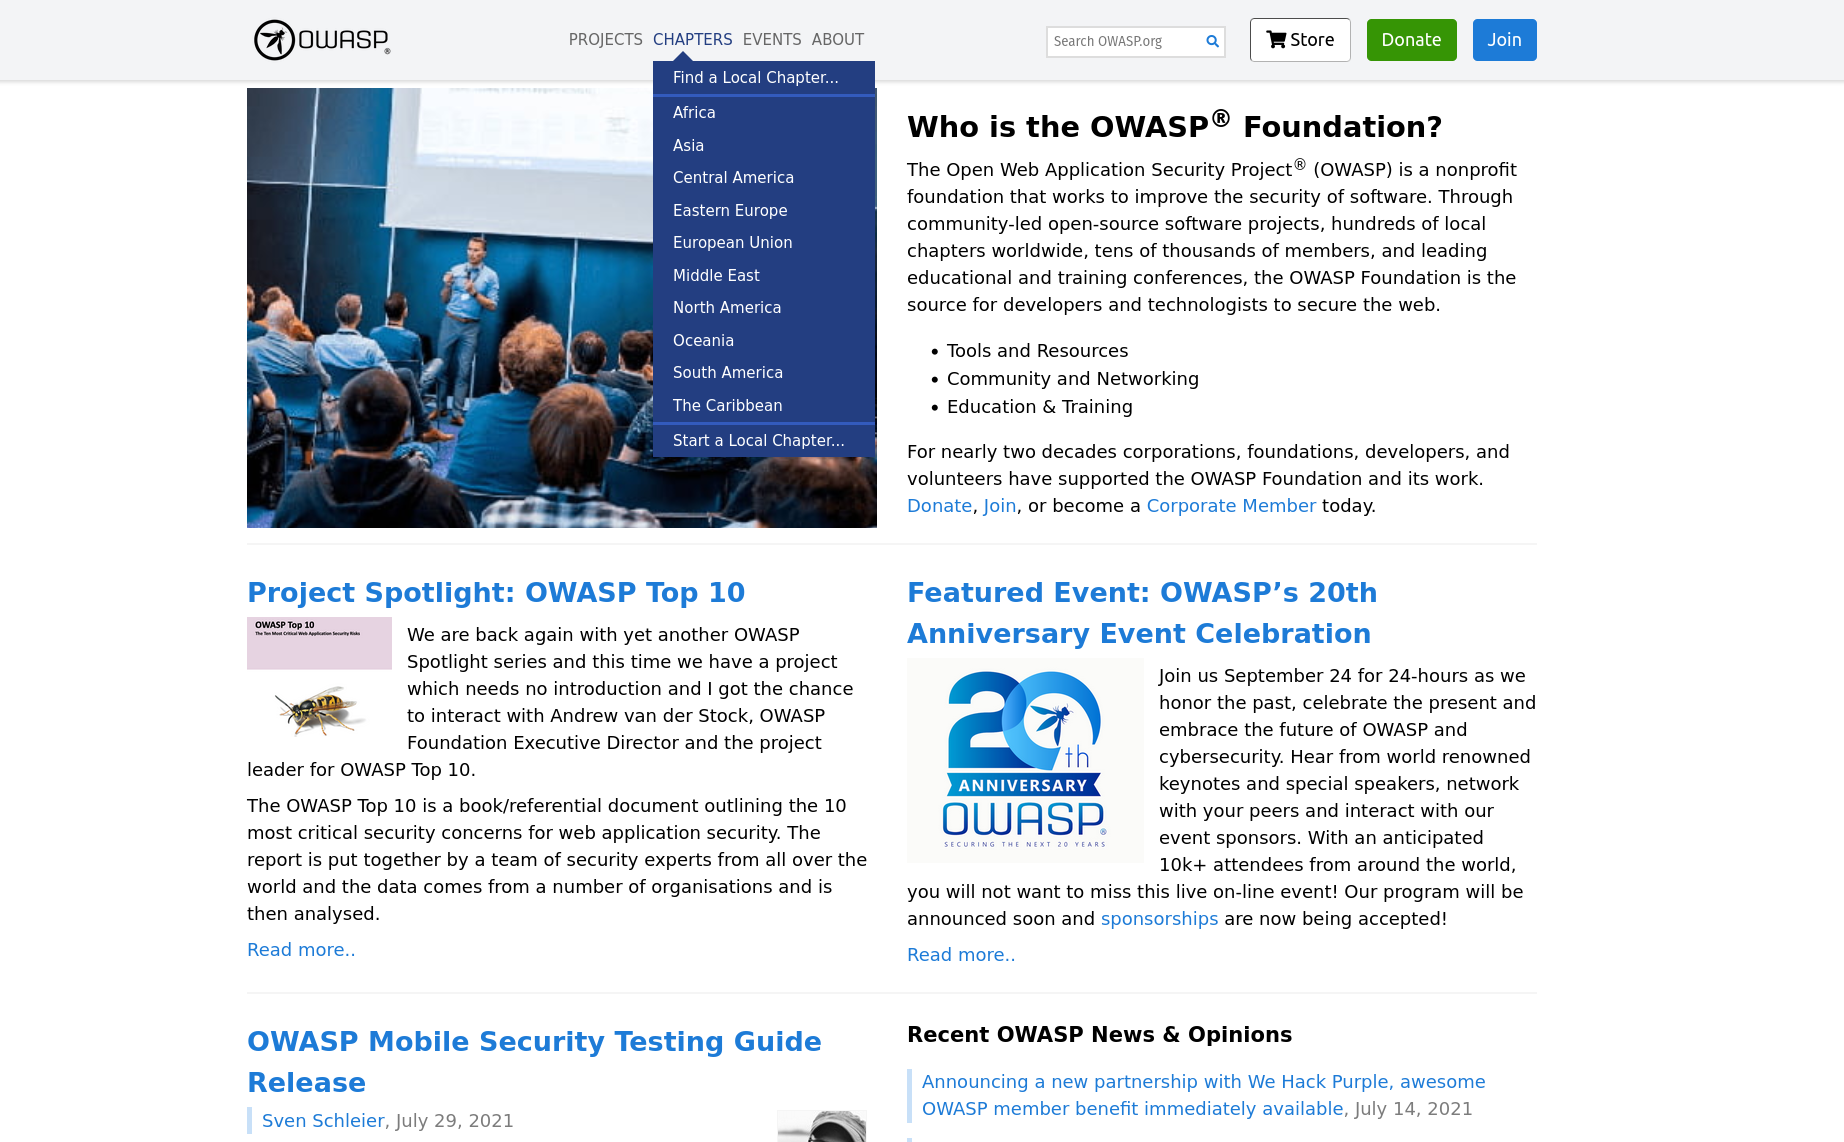 OWASP®
PROJECTS CHAPTERS EVENTS ABOUT
Search OWASP.org
Store
Donate
Join
Find a Local Chapter...
Africa
Asia
Central America
Eastern Europe
European Union
Middle East
North America
Oceania
South America
The Caribbean
Start a Local Chapter...
Who is the OWASP® Foundation?
The Open Web Application Security Project® (OWASP) is a nonprofit
foundation that works to improve the security of software. Through
community-led open-source software projects, hundreds of local
chapters worldwide, tens of thousands of members, and leading
educational and training conferences, the OWASP Foundation is the
source for developers and technologists to secure the web.
• Tools and Resources
• Community and Networking
• Education & Training
For nearly two decades corporations, foundations, developers, and
volunteers have supported the OWASP Foundation and its work.
Donate, Join, or become a Corporate Member today.
Project Spotlight: OWASP Top 10
OWASP Top 10
The Ten Most Critical Web Application Security Risks
We are back again with yet another OWASP
Spotlight series and this time we have a project
which needs no introduction and I got the chance
to interact with Andrew van der Stock, OWASP
Foundation Executive Director and the project
leader for OWASP Top 10.
The OWASP Top 10 is a book/referential document outlining the 10
most critical security concerns for web application security. The
report is put together by a team of security experts from all over the
world and the data comes from a number of organisations and is
then analysed.
Read more..
Featured Event: OWASP’s 20th
Anniversary Event Celebration
20th
ANNIVERSARY
OWASP®
SECURING THE NEXT 20 YEARS
Join us September 24 for 24-hours as we
honor the past, celebrate the present and
embrace the future of OWASP and
cybersecurity. Hear from world renowned
keynotes and special speakers, network
with your peers and interact with our
event sponsors. With an anticipated
10k+ attendees from around the world,
you will not want to miss this live on-line event! Our program will be
announced soon and sponsorships are now being accepted!
Read more..
OWASP Mobile Security Testing Guide
Release
Sven Schleier, July 29, 2021
Recent OWASP News & Opinions
Announcing a new partnership with We Hack Purple, awesome
OWASP member benefit immediately available, July 14, 2021